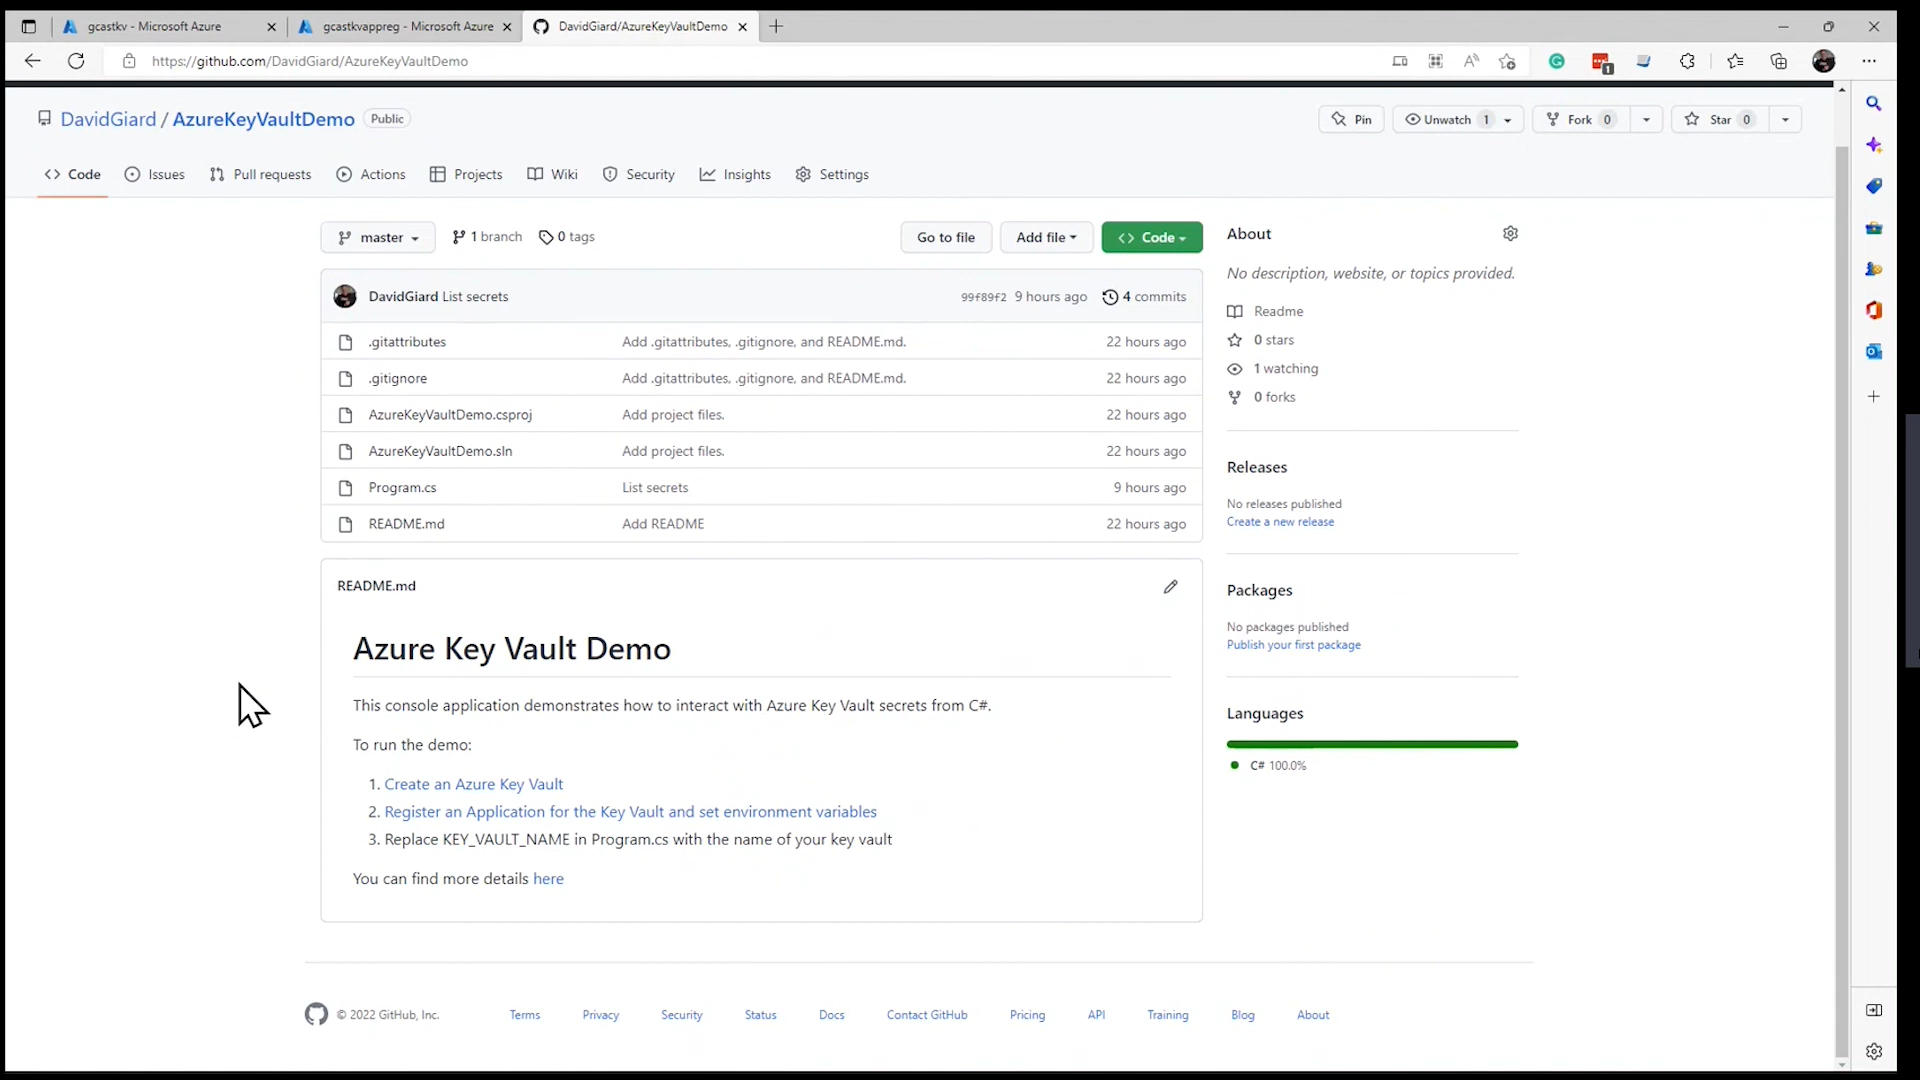 gcastkv - Microsoft Azure
gcastkvappreg - Microsoft Azure
DavidGiard/AzureKeyVaultDemo
https://github.com/DavidGiard/AzureKeyVaultDemo
1
DavidGiard / AzureKeyVaultDemo Public
Pin
Unwatch 1
Fork 0
Star 0
Code
Issues
Pull requests
Actions
Projects
Wiki
Security
Insights
Settings
master
1 branch
0 tags
Go to file
Add file
Code
DavidGiard List secrets 99f89f2 9 hours ago 4 commits
.gitattributes Add .gitattributes, .gitignore, and README.md. 22 hours ago
.gitignore Add .gitattributes, .gitignore, and README.md. 22 hours ago
AzureKeyVaultDemo.csproj Add project files. 22 hours ago
AzureKeyVaultDemo.sln Add project files. 22 hours ago
Program.cs List secrets 9 hours ago
README.md Add README 22 hours ago
README.md
Azure Key Vault Demo
This console application demonstrates how to interact with Azure Key Vault secrets from C#.
To run the demo:
1. Create an Azure Key Vault
2. Register an Application for the Key Vault and set environment variables
3. Replace KEY_VAULT_NAME in Program.cs with the name of your key vault
You can find more details here
About
No description, website, or topics provided.
Readme
0 stars
1 watching
0 forks
Releases
No releases published
Create a new release
Packages
No packages published
Publish your first package
Languages
C# 100.0%
© 2022 GitHub, Inc.
Terms
Privacy
Security
Status
Docs
Contact GitHub
Pricing
API
Training
Blog
About